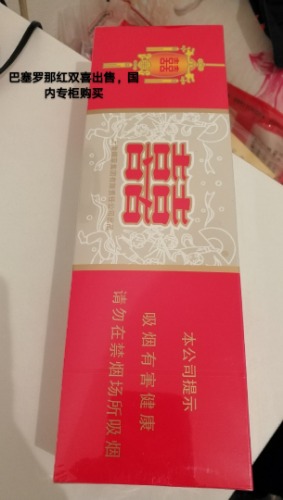 巴塞罗那红双喜出售，国
内专柜购买
囍
囍
本公司提示
吸烟有害健康
请勿在禁烟场所吸烟